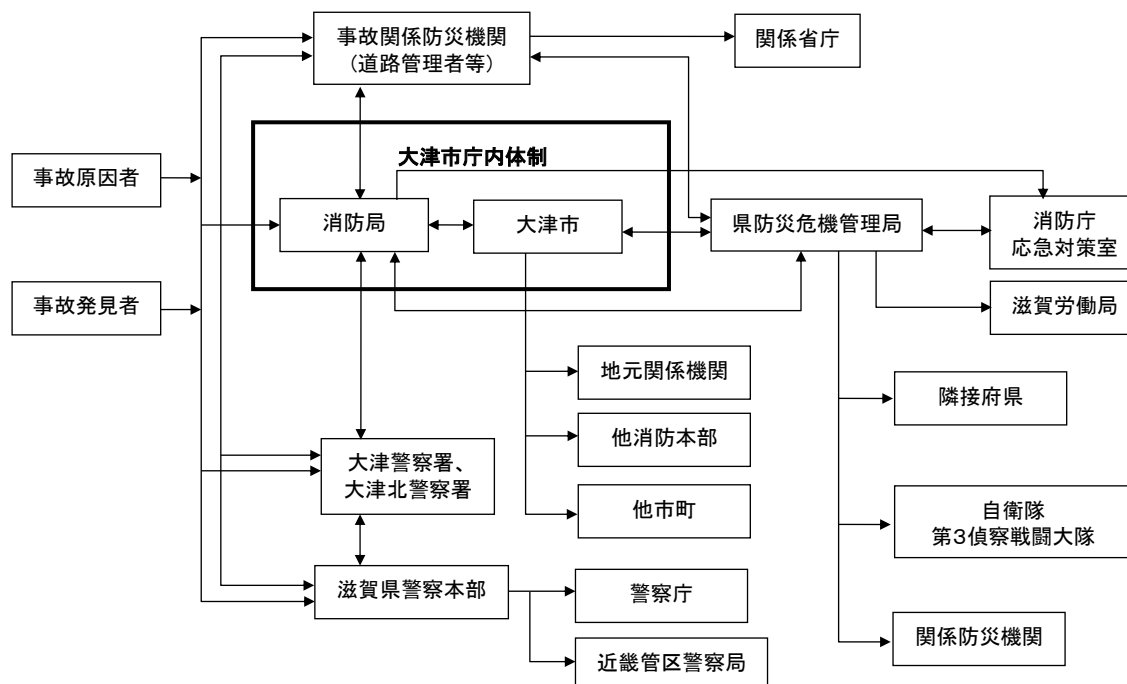 事故関係防災機関
(道路管理者等)
関係省庁
大津市庁内体制
事故原因者
消防局
大津市
県防災危機管理局
消防庁
応急対策室
事故発見者
滋賀労働局
地元関係機関
隣接府県
他消防本部
大津警察署、
大津北警察署
他市町
自衛隊
第3偵察戦闘大隊
滋賀県警察本部
警察庁
関係防災機関
近畿管区警察局